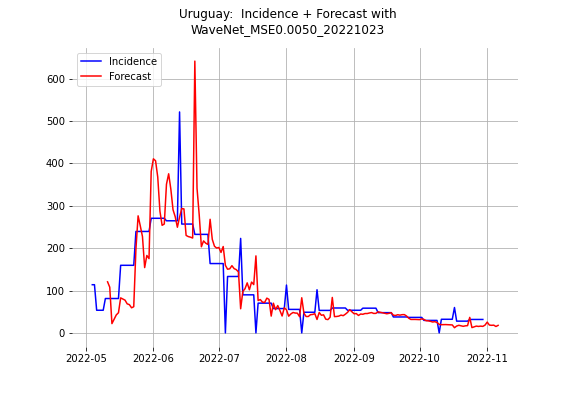 Uruguay:  Incidence + Forecast with
WaveNet_MSE0.0050_20221023
Incidence
Forecast
600
500
400
300
200
100
0
2022-05 2022-06 2022-07 2022-08 2022-09 2022-10 2022-11